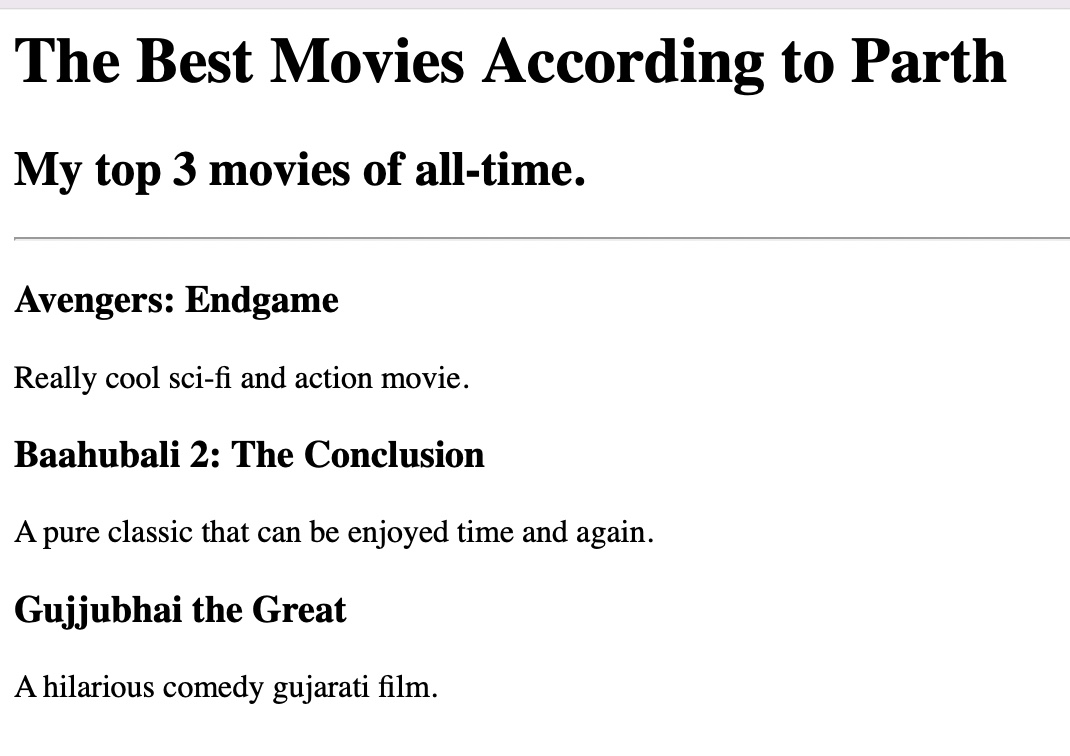 The Best Movies According to Parth
My top 3 movies of all-time.
Avengers: Endgame
Really cool sci-fi and action movie.
Baahubali 2: The Conclusion
A pure classic that can be enjoyed time and again.
Gujjubhai the Great
A hilarious comedy gujarati film.